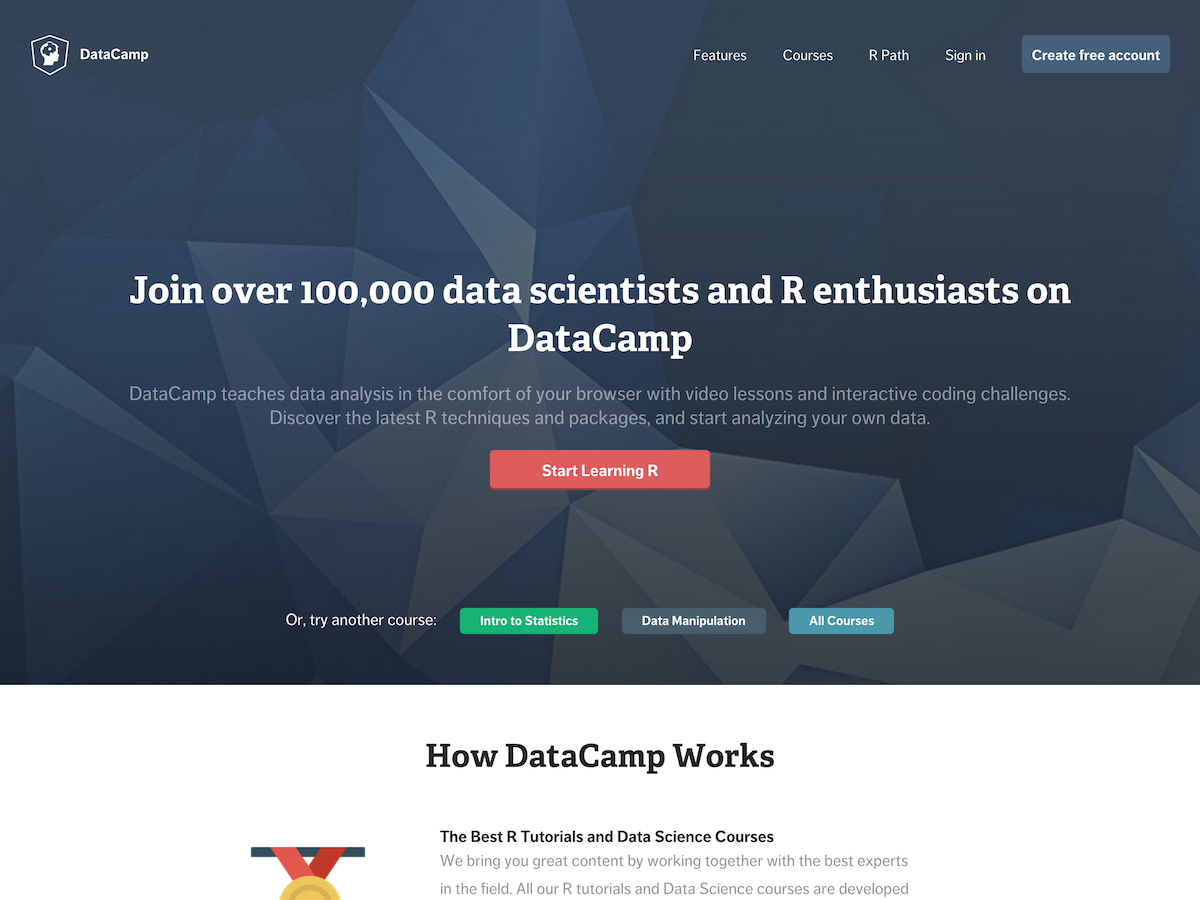 DataCamp
Features
Courses
R Path
Sign in
Create free account
Join over 100,000 data scientists and R enthusiasts on
DataCamp
DataCamp teaches data analysis in the comfort of your browser with video lessons and interactive coding challenges.
Discover the latest R techniques and packages, and start analyzing your own data.
Start Learning R
Or, try another course:
Intro to Statistics
Data Manipulation
All Courses
How DataCamp Works
The Best R Tutorials and Data Science Courses
We bring you great content by working together with the best experts
in the field. All our R tutorials and Data Science courses are developed